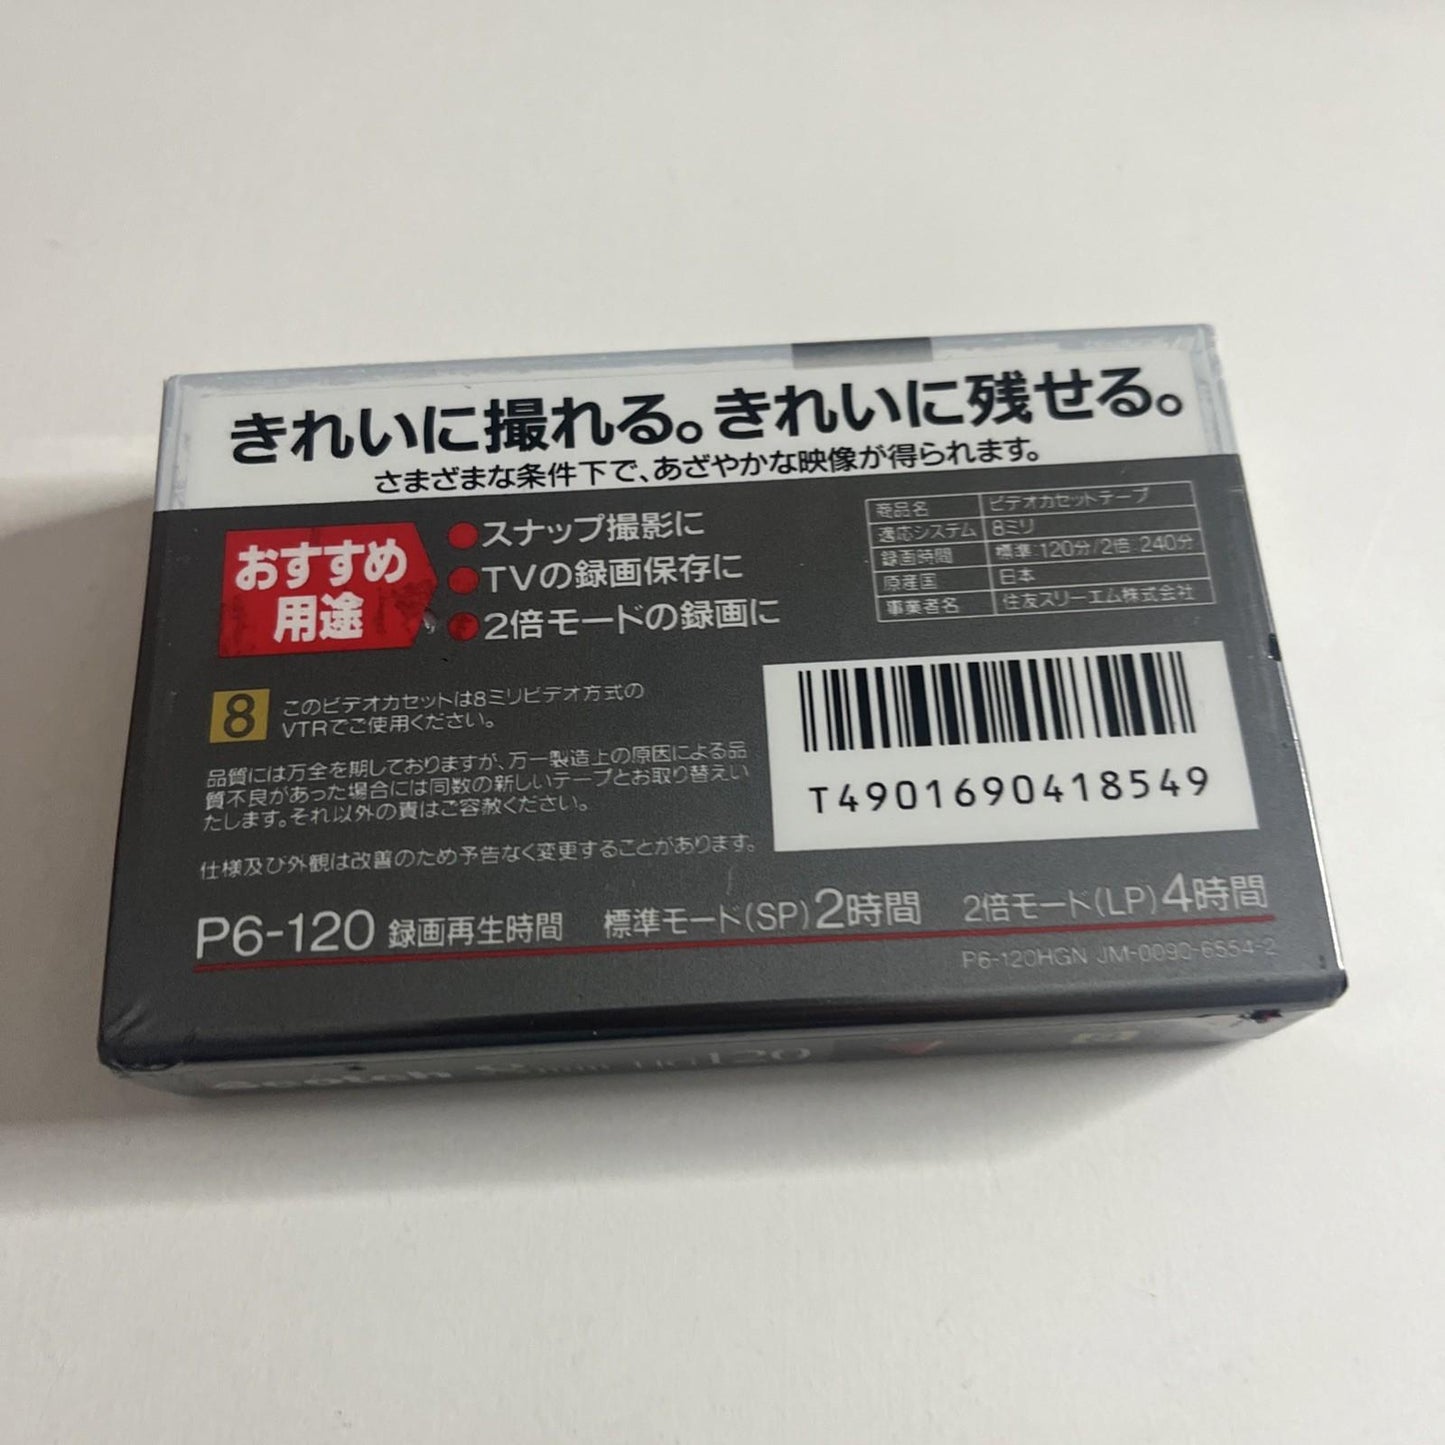 きれいに撮れる。きれいに残せる。
さまざまな条件下で、あざやかな映像が得られます。
おすすめ
用途
●スナップ撮影に
●TVの録画保存に
●2倍モードの録画に
商品名 ビデオカセットテープ
適応システム 8ミリ
録画時間 標準:120分/2倍:240分
原産国 日本
事業者名 住友スリーエム株式会社
8 このビデオカセットは8ミリビデオ方式の
VTRでご使用ください。
品質には万全を期しておりますが、万一製造上の原因による品
質不良があった場合には同数の新しいテープとお取り替えい
たします。それ以外の責はご容赦ください。
仕様及び外観は改善のため予告なく変更することがあります。
T4901690418549
P6-120 録画再生時間 標準モード(SP)2時間 2倍モード(LP)4時間
P6-120HGN JM-0090-6554-2
Scotch 8mm HG120